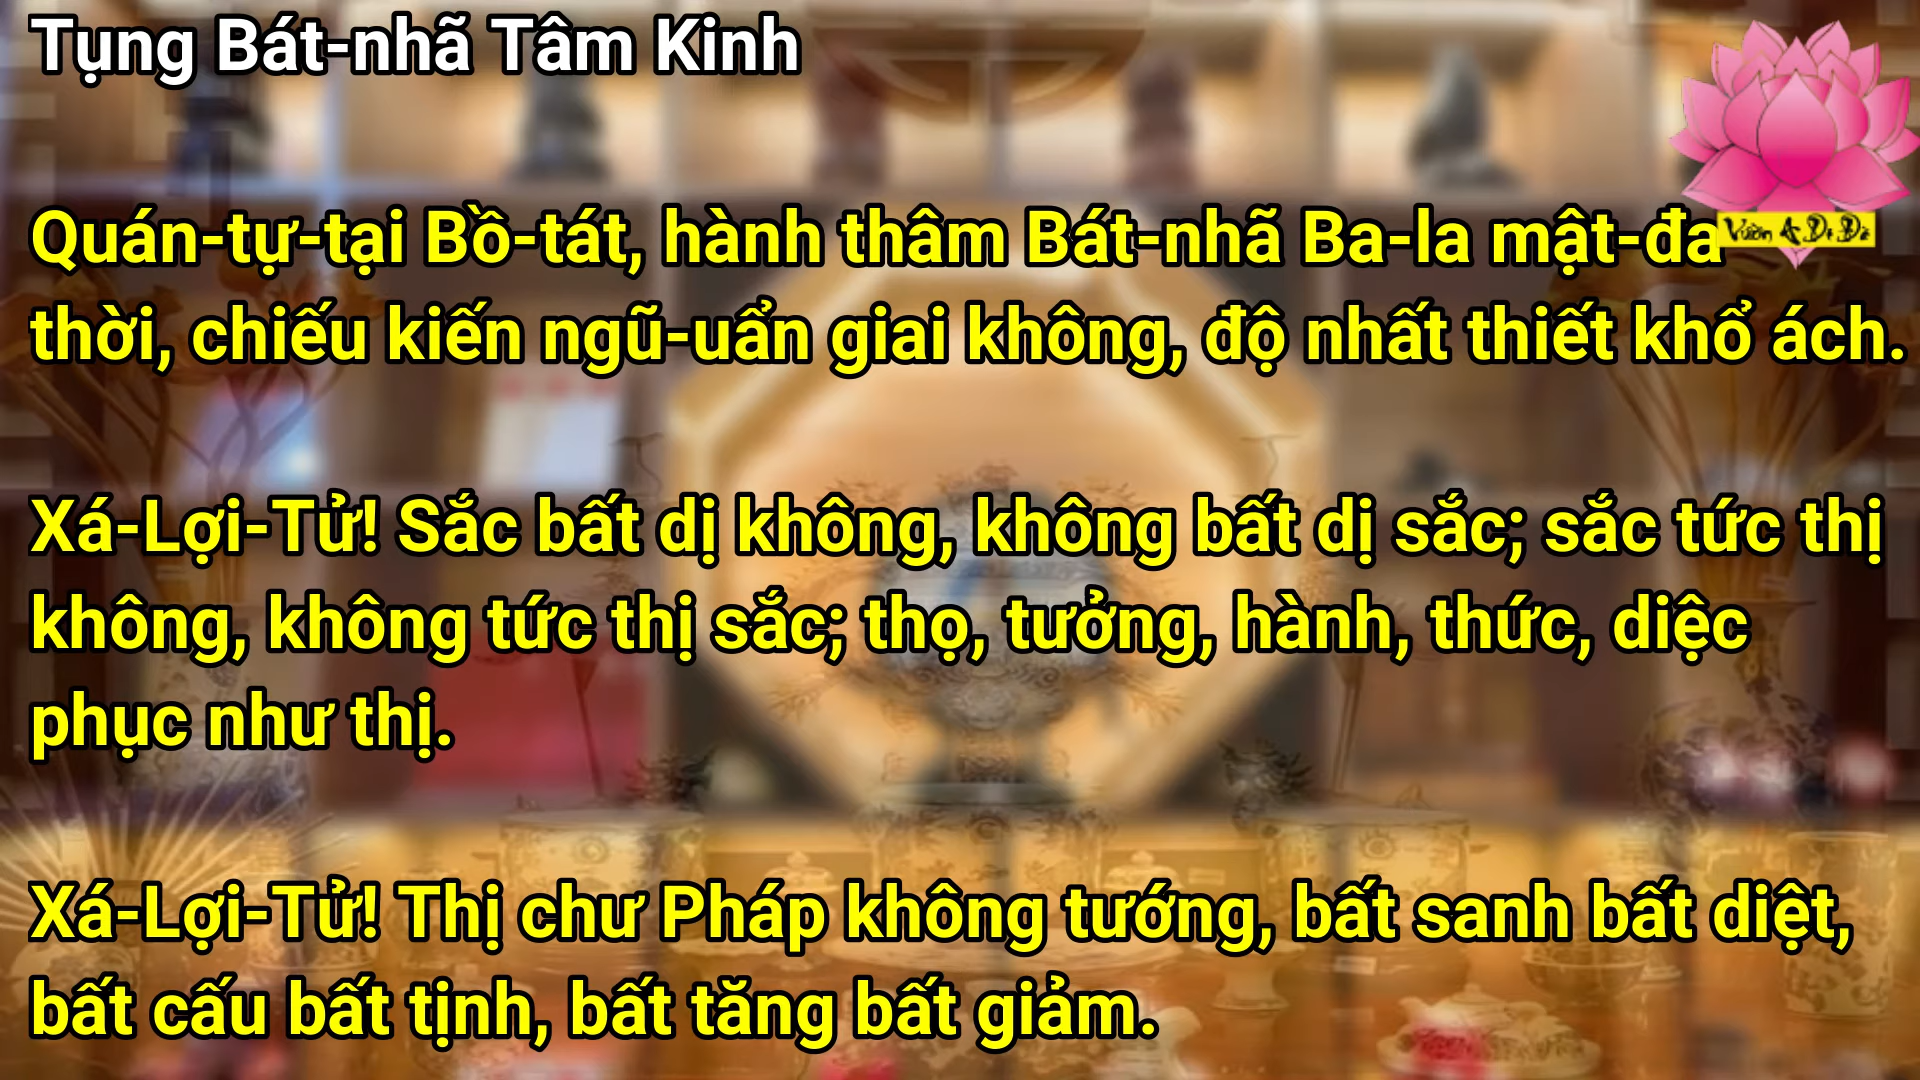 Tụng Bát-nhã Tâm Kinh
Quán-tự-tại Bồ-tát, hành thâm Bát-nhã Ba-la mật-đa
Vườn A Di Đà
thời, chiếu kiến ngũ-uẩn giai không, độ nhất thiết khổ ách.
Xá-Lợi-Tử! Sắc bất dị không, không bất dị sắc; sắc tức thị
không, không tức thị sắc; thọ, tưởng, hành, thức, diệc
phục như thị.
Xá-Lợi-Tử! Thị chư Pháp không tướng, bất sanh bất diệt,
bất cấu bất tịnh, bất tăng bất giảm.